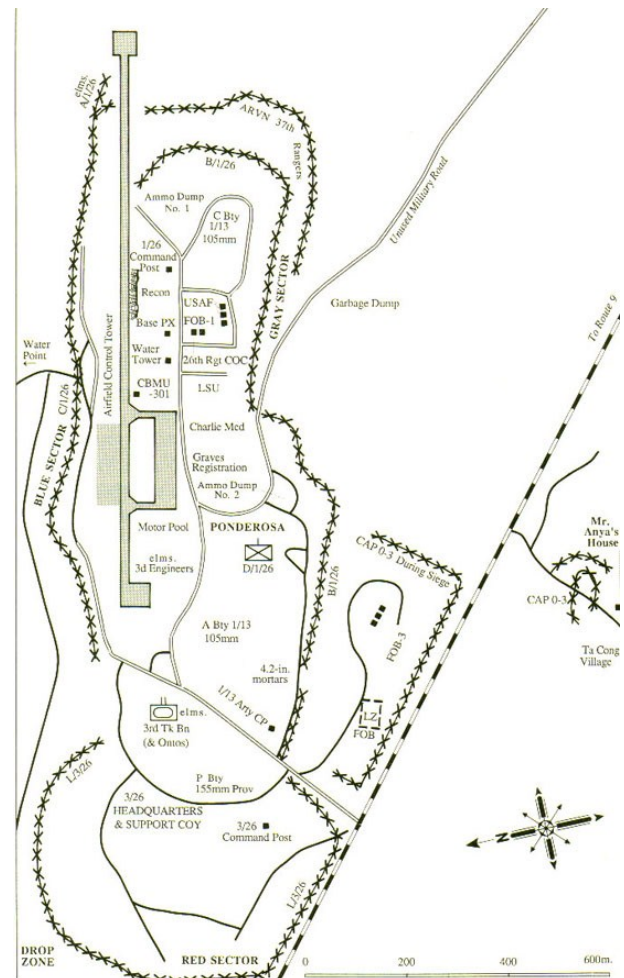 elms.
A/1/26
ARVN 37th
Rangers
B/1/26
Ammo Dump
No. 1
C Bty
1/13
105mm
Unused Military Road
1/26
Command
Post
GRAY SECTOR
Recon
USAF
Garbage Dump
Base PX
FOB-1
To Route 9
Airfield Control Tower
Water
Point
Water
Tower
26th Rgt COC
C/1/26
CBMU
-301
LSU
BLUE SECTOR
Charlie Med
Graves
Registration
Ammo Dump
No. 2
Motor Pool
PONDEROSA
CAP 0-3 During Siege
Mr.
Anya's
House
elms.
3d Engineers
D/1/26
B/1/26
CAP 0-3
A Bty 1/13
105mm
FOB-3
Ta Cong
Village
4.2-in.
mortars
1/13 Arty CP
elms.
3rd Tk Bn
(& Ontos)
LZ
FOB
L/3/26
P Bty
155mm Prov
3/26
HEADQUARTERS
& SUPPORT COY
3/26
Command Post
N
L/3/26
DROP
ZONE
RED SECTOR
0 200 400 600m.